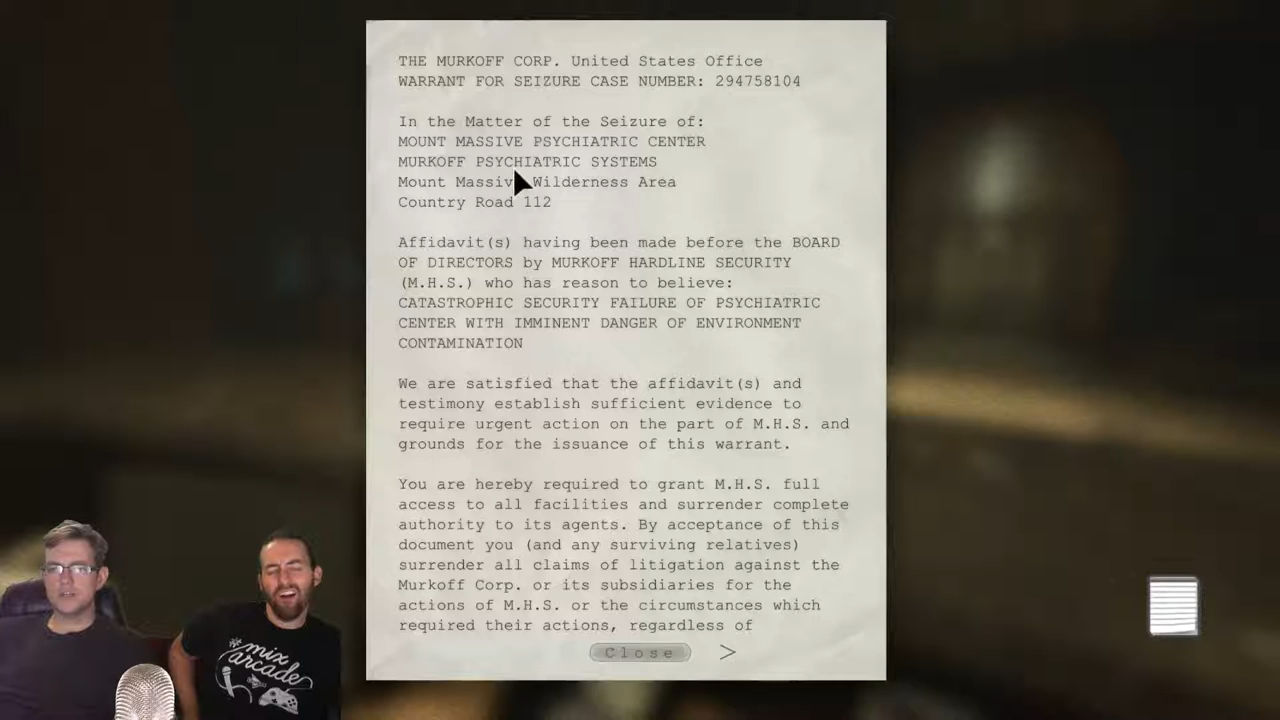 THE MURKOFF CORP. United States Office
WARRANT FOR SEIZURE CASE NUMBER: 294758104
In the Matter of the Seizure of:
MOUNT MASSIVE PSYCHIATRIC CENTER
MURKOFF PSYCHIATRIC SYSTEMS
Mount Massiv Wilderness Area
Country Road 112
Affidavit(s) having been made before the BOARD
OF DIRECTORS by MURKOFF HARDLINE SECURITY
(M.H.S.) who has reason to believe:
CATASTROPHIC SECURITY FAILURE OF PSYCHIATRIC
CENTER WITH IMMINENT DANGER OF ENVIRONMENT
CONTAMINATION
We are satisfied that the affidavit(s) and
testimony establish sufficient evidence to
require urgent action on the part of M.H.S. and
grounds for the issuance of this warrant.
You are hereby required to grant M.H.S. full
access to all facilities and surrender complete
authority to its agents. By acceptance of this
document you (and any surviving relatives)
surrender all claims of litigation against the
Murkoff Corp. or its subsidiaries for the
actions of M.H.S. or the circumstances which
required their actions, regardless of
Close >
#mix
arcade